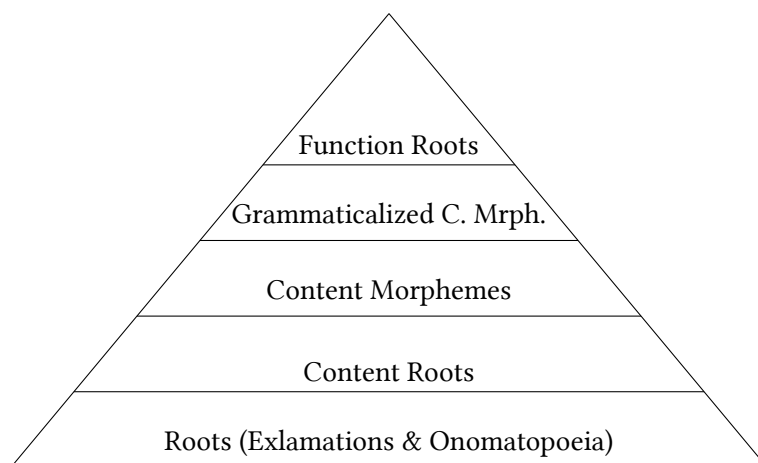 Function Roots
Grammaticalized C. Mrph.
Content Morphemes
Content Roots
Roots (Exlamations & Onomatopoeia)